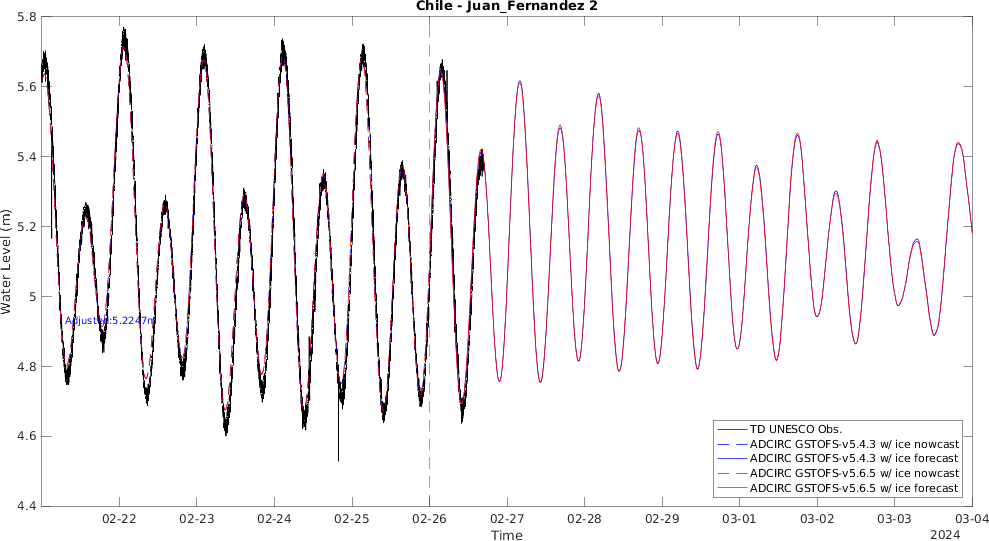 Chile - Juan_Fernandez 2
Water Level (m)
5.8
5.6
5.4
5.2
5
4.8
4.6
4.4
Adjusted:5.2247m
TD UNESCO Obs.
ADCIRC GSTOFS-v5.4.3 w/ ice nowcast
ADCIRC GSTOFS-v5.4.3 w/ ice forecast
ADCIRC GSTOFS-v5.6.5 w/ ice nowcast
ADCIRC GSTOFS-v5.6.5 w/ ice forecast
02-22 02-23 02-24 02-25 02-26 02-27 02-28 02-29 03-01 03-02 03-03 03-04
Time
2024